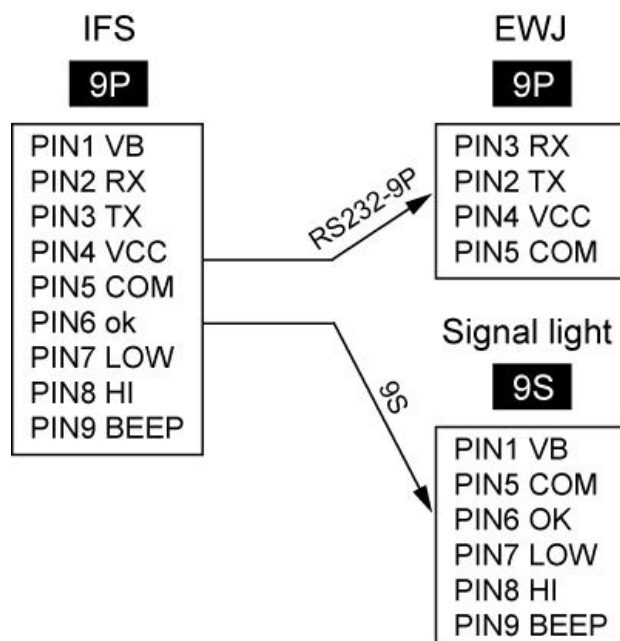 IFS
9P
PIN1 VB
PIN2 RX
PIN3 TX
PIN4 VCC
PIN5 COM
PIN6 ok
PIN7 LOW
PIN8 HI
PIN9 BEEP
RS232-9P
9S
EWJ
9P
PIN3 RX
PIN2 TX
PIN4 VCC
PIN5 COM
Signal light
9S
PIN1 VB
PIN5 COM
PIN6 OK
PIN7 LOW
PIN8 HI
PIN9 BEEP